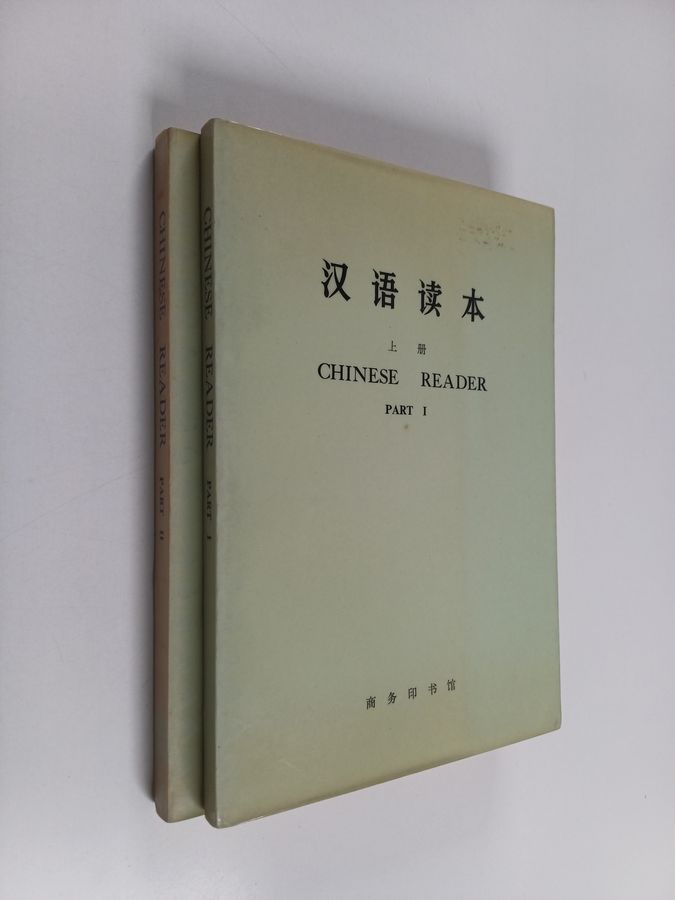 汉语读本
上册
CHINESE READER
PART I
商务印书馆
CHINESE READER PART I
CHINESE READER PART II